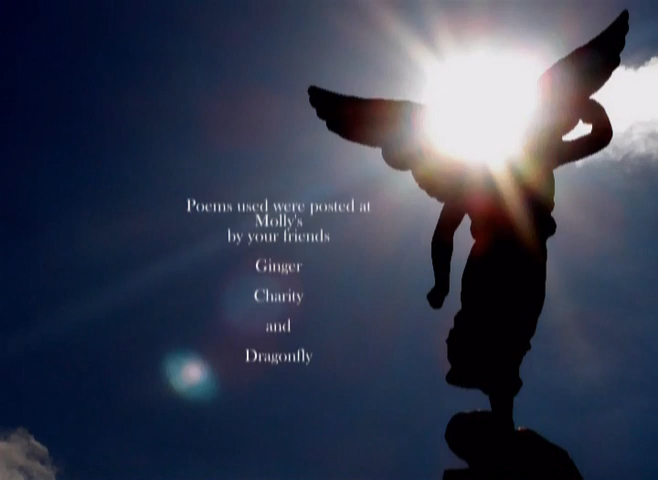 Poems used were posted at
Molly's
by your friends
Ginger
Charity
and
Dragonfly